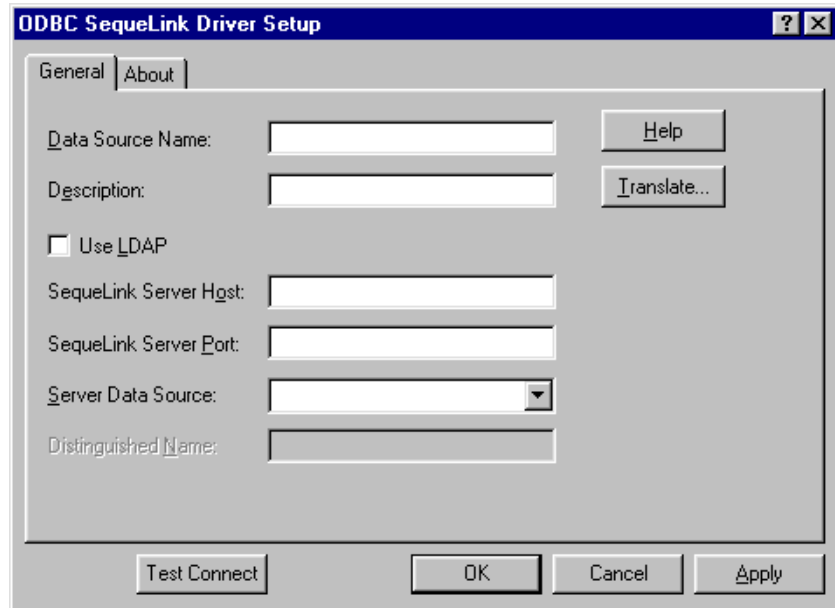 ODBC SequeLink Driver Setup
General About
Data Source Name:
Help
Description:
Translate...
Use LDAP
SequeLink Server Host:
SequeLink Server Port:
Server Data Source:
Distinguished Name:
Test Connect OK Cancel Apply